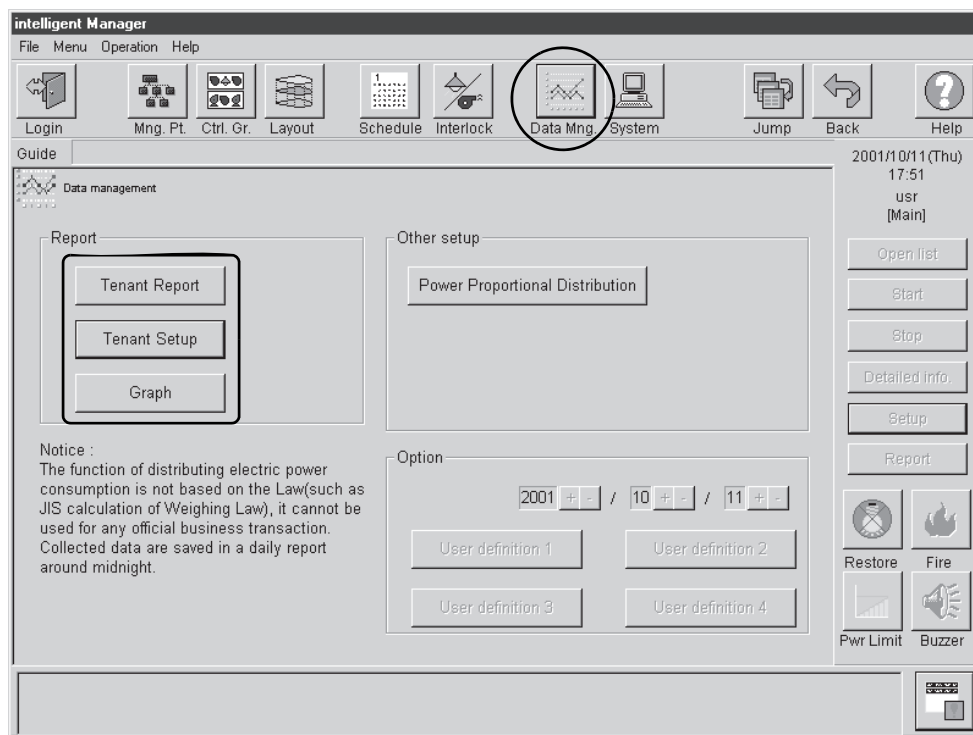 intelligent Manager
File Menu Operation Help
Login Mng. Pt. Ctrl. Gr. Layout Schedule Interlock Data Mng. System Jump Back Help
Guide
2001/10/11(Thu)
17:51
usr
[Main]
Data management
Report
Tenant Report
Tenant Setup
Graph
Other setup
Power Proportional Distribution
Open list
Start
Stop
Detailed info.
Setup
Report
Notice :
The function of distributing electric power
consumption is not based on the Law(such as
JIS calculation of Weighing Law), it cannot be
used for any official business transaction.
Collected data are saved in a daily report
around midnight.
Option
2001 + - / 10 + - / 11 + -
User definition 1 User definition 2
User definition 3 User definition 4
Restore Fire
Pwr Limit Buzzer